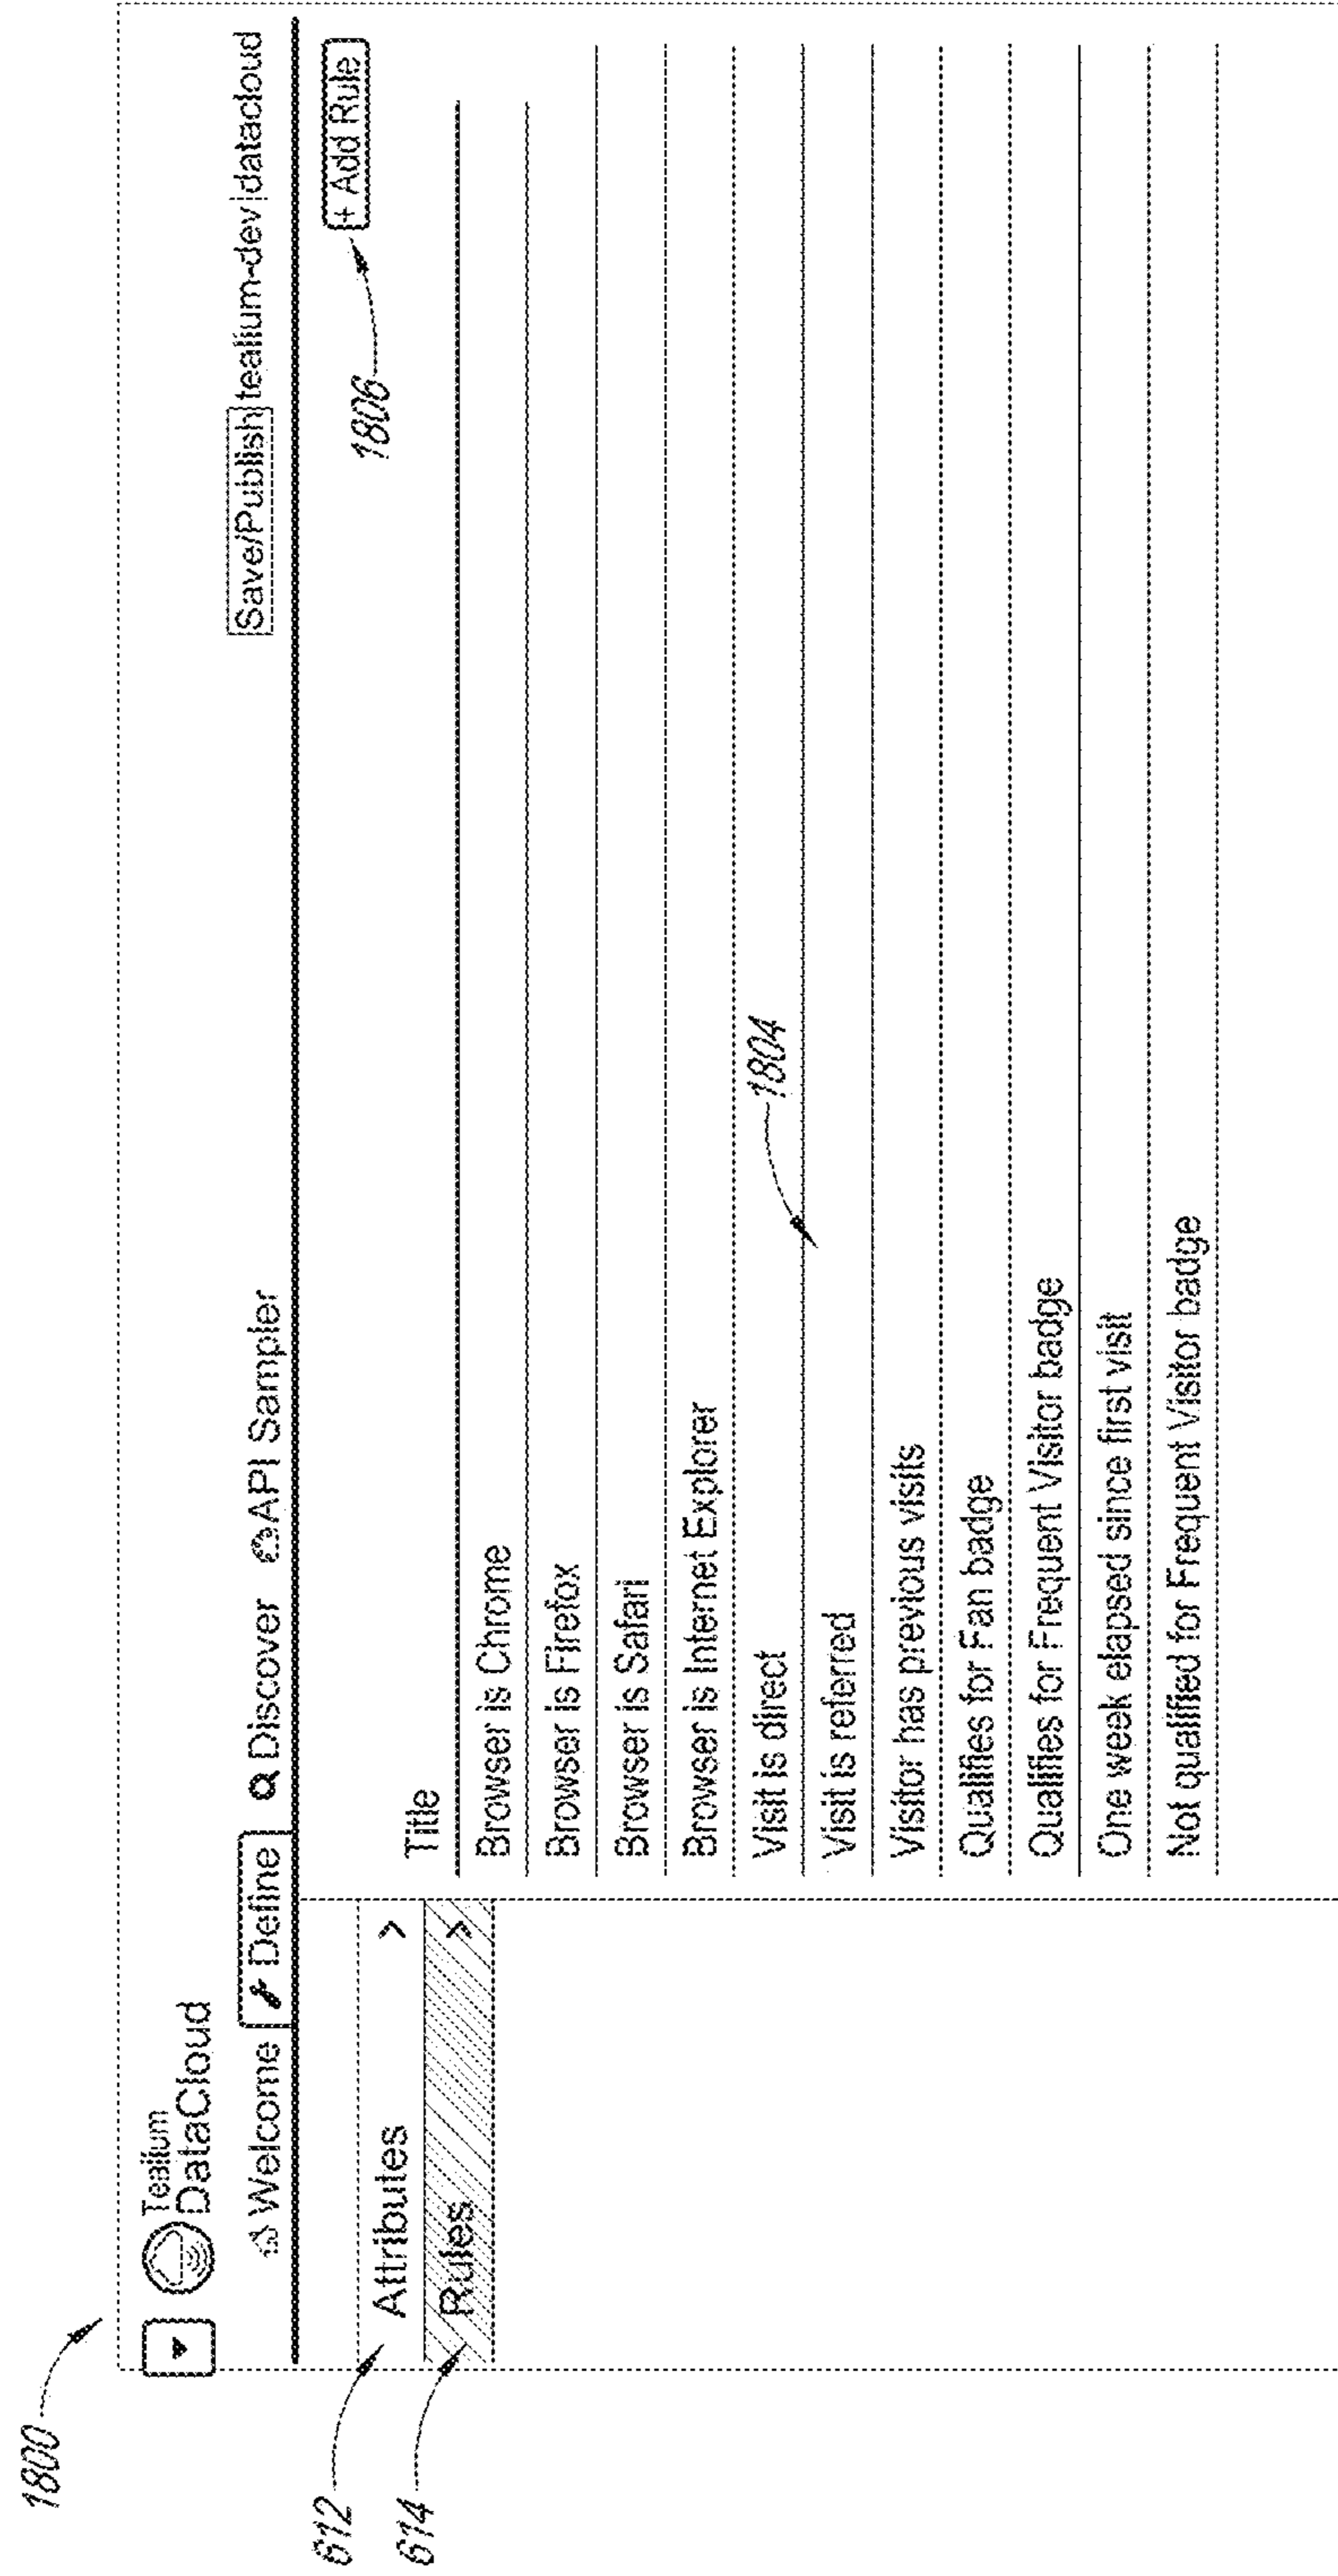 1800
Tealium
DataCloud
Welcome Define Discover API Sampler
Save/Publish tealium-dev datacloud
612
Attributes >
614
Rules >
+ Add Rule
1806
Title
Browser is Chrome
Browser is Firefox
Browser is Safari
Browser is Internet Explorer
Visit is direct
1804
Visit is referred
Visitor has previous visits
Qualifies for Fan badge
Qualifies for Frequent Visitor badge
One week elapsed since first visit
Not qualified for Frequent Visitor badge